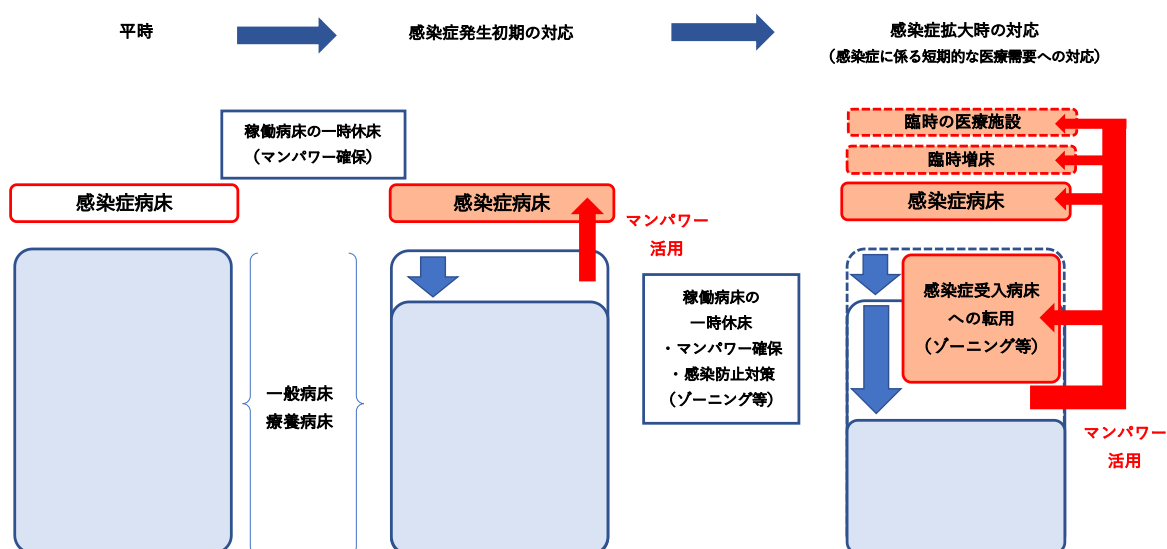 平時
感染症発生初期の対応
感染症拡大時の対応
（感染症に係る短期的な医療需要への対応）
稼働病床の一時休床
（マンパワー確保）
臨時の医療施設
臨時増床
感染症病床
感染症病床
感染症病床
マンパワー
活用
稼働病床の
一時休床
・マンパワー確保
・感染防止対策
（ゾーニング等）
感染症受入病床
への転用
（ゾーニング等）
一般病床
療養病床
マンパワー
活用